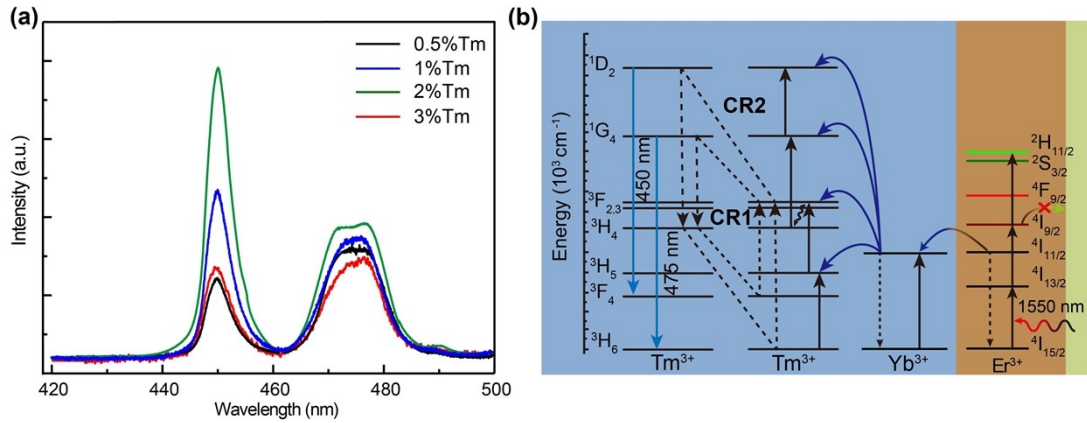 (a)
0.5%Tm
1%Tm
2%Tm
3%Tm
Intensity (a.u.)
420 440 460 480 500
Wavelength (nm)
(b)
Energy (10³ cm⁻¹)
¹D₂
¹G₄
³F₂,₃
³H₄
³H₅
³F₄
³H₆
450 nm
475 nm
CR2
CR1
²H₁₁/₂
²S₃/₂
⁴F₉/₂
⁴I₉/₂
⁴I₁₁/₂
⁴I₁₃/₂
1550 nm
⁴I₁₅/₂
Tm³⁺ Tm³⁺ Yb³⁺ Er³⁺